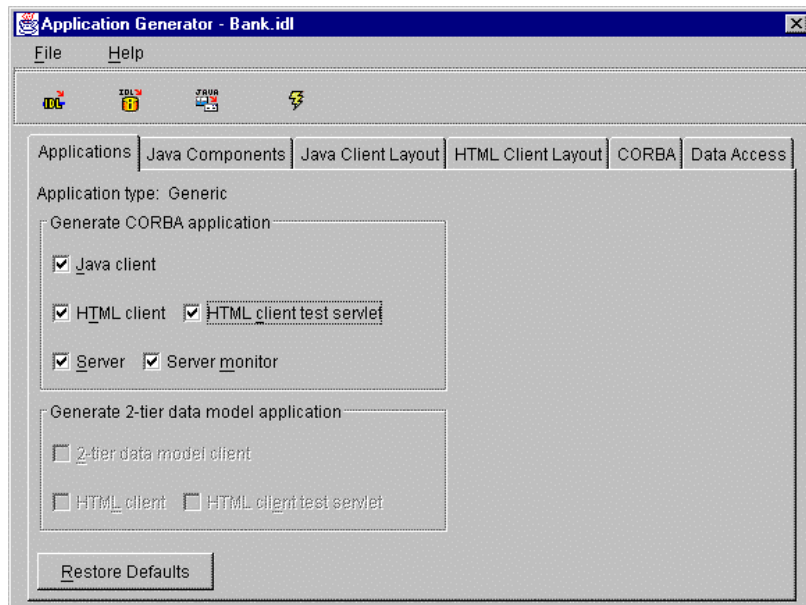 Application Generator - Bank.idl
File Help
IDL IDL JAVA
Applications Java Components Java Client Layout HTML Client Layout CORBA Data Access
Application type: Generic
Generate CORBA application
Java client
HTML client HTML client test servlet
Server Server monitor
Generate 2-tier data model application
2-tier data model client
HTML client HTML client test servlet
Restore Defaults